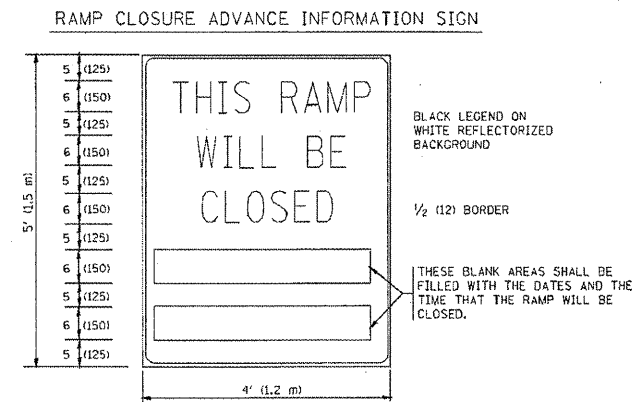 RAMP CLOSURE ADVANCE INFORMATION SIGN
5 (125)
6 (150)
5 (125)
6 (150)
5 (125)
6 (150)
5 (125)
6 (150)
5 (125)
6 (150)
5 (125)
5' (1.5 m)
THIS RAMP
WILL BE
CLOSED
BLACK LEGEND ON
WHITE REFLECTORIZED
BACKGROUND
1/2 (12) BORDER
THESE BLANK AREAS SHALL BE
FILLED WITH THE DATES AND THE
TIME THAT THE RAMP WILL BE
CLOSED.
4' (1.2 m)